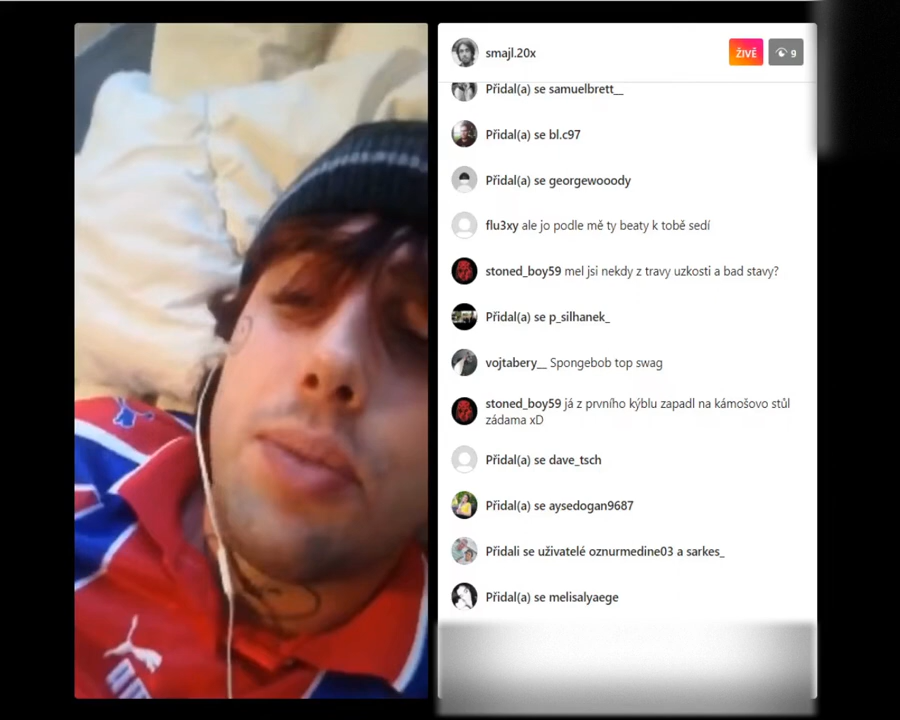 smajl.20x
ŽIVĚ
9
Přidal(a) se samuelbrett__
Přidal(a) se bl.c97
Přidal(a) se georgewooody
flu3xy ale jo podle mě ty beaty k tobě sedí
stoned_boy59 mel jsi nekdy z travy uzkosti a bad stavy?
Přidal(a) se p_silhanek_
vojtabery__ Spongebob top swag
stoned_boy59 já z prvního kýblu zapadl na kámošovo stůl
zádama xD
Přidal(a) se dave_tsch
Přidal(a) se aysedogan9687
Přidali se uživatelé oznurmedine03 a sarkes_
Přidal(a) se melisalyaege